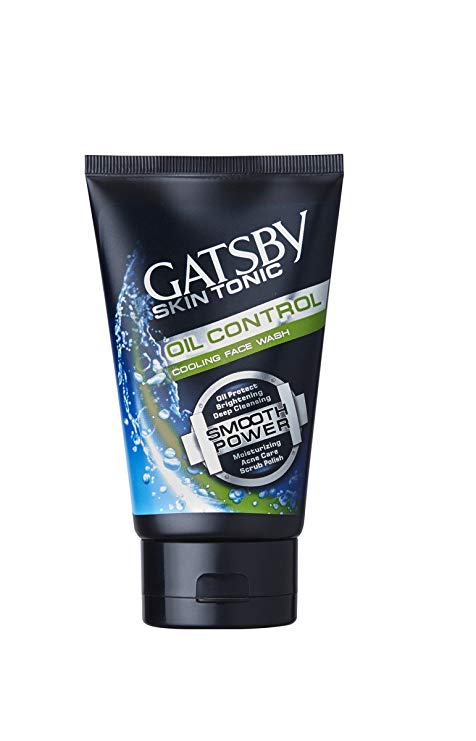 GATSBY
SKIN TONIC
OIL CONTROL
COOLING FACE WASH
Oil Protect
Brightening
Deep Cleansing
SMOOTH
POWER
Moisturizing
Acne Care
Scrub Polish